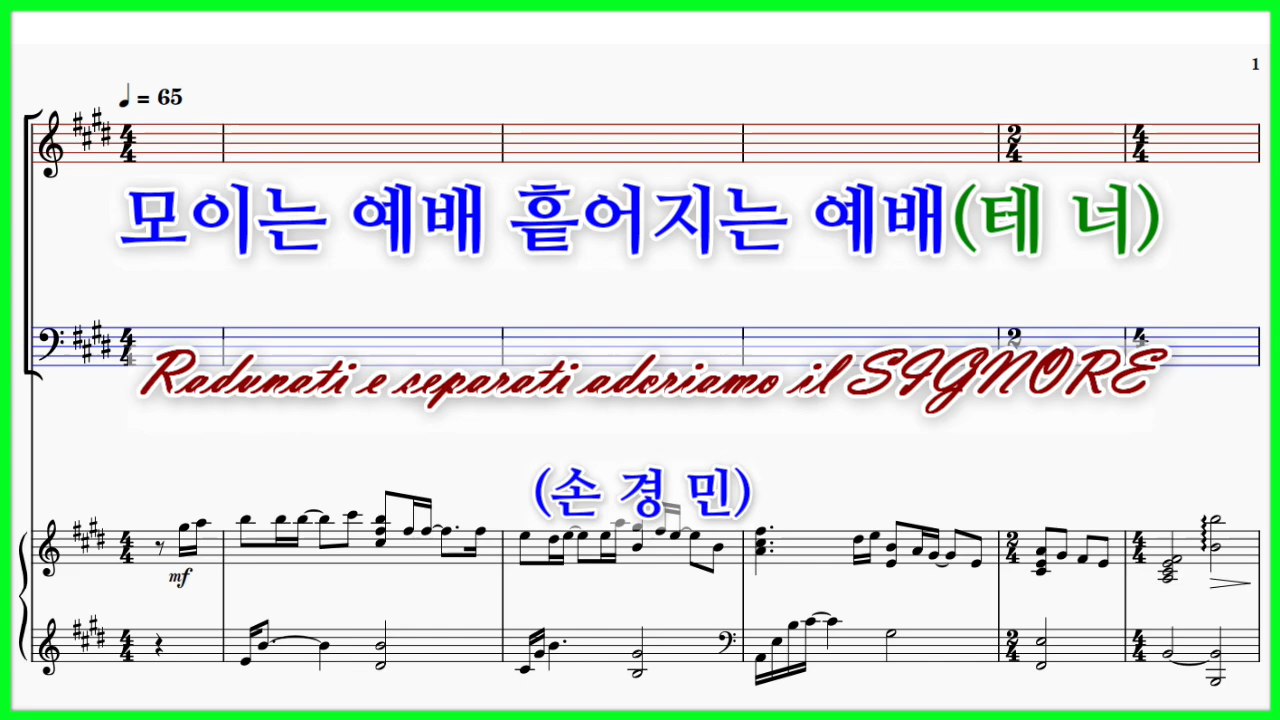 1
♩ = 65
모이는 예배 흩어지는 예배(테 너)
Radunati e separati adoriamo il SIGNORE
(손 경 민)
mf